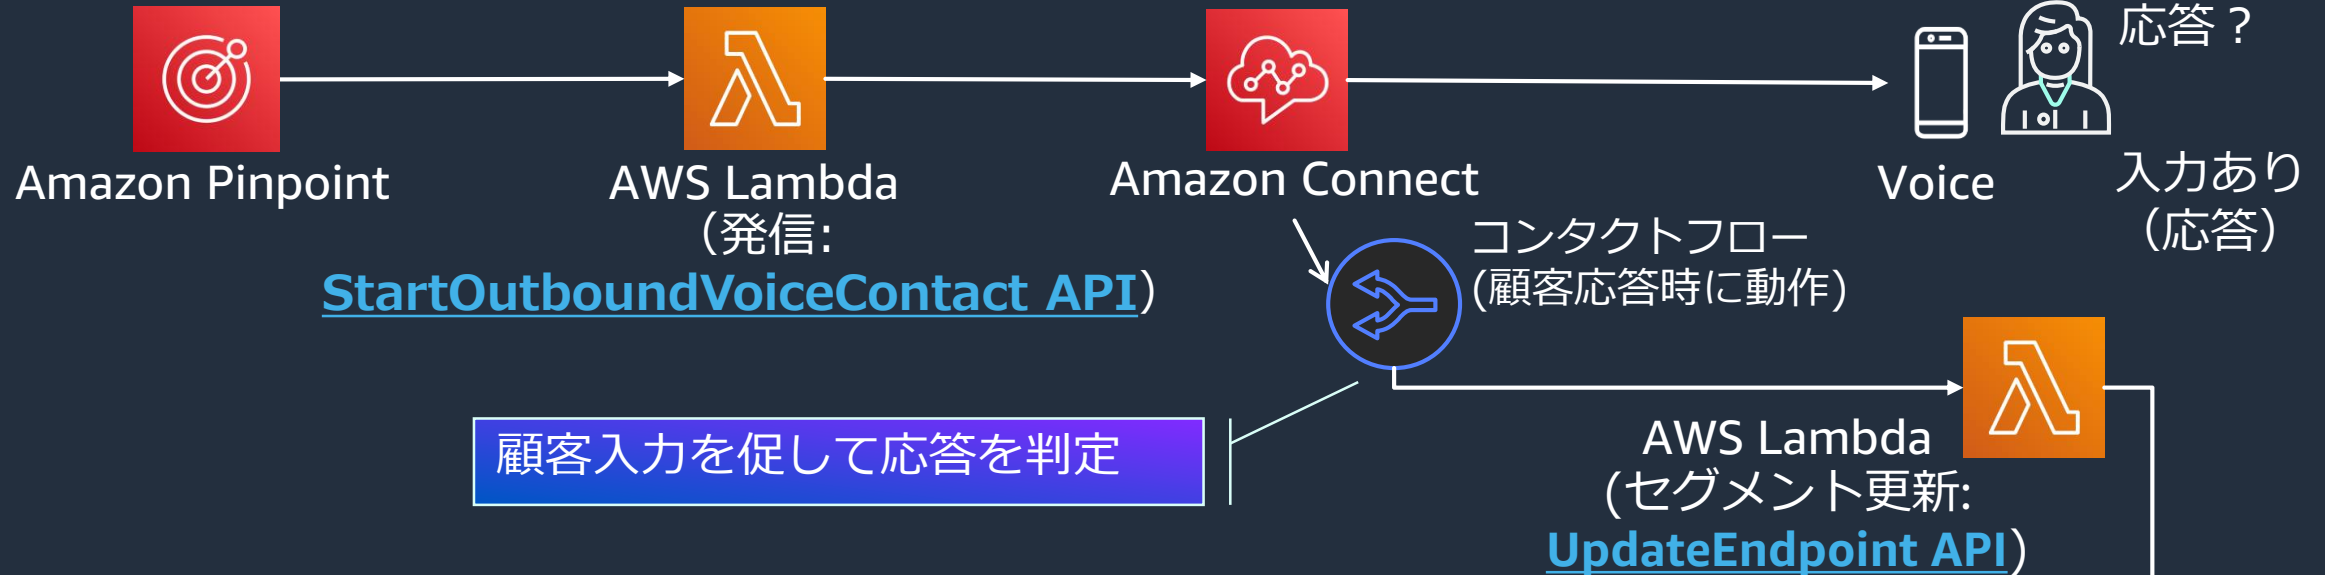 応答？
Amazon Pinpoint
AWS Lambda
（発信:
StartOutboundVoiceContact API）
Amazon Connect
Voice
入力あり
（応答）
コンタクトフロー
(顧客応答時に動作)
顧客入力を促して応答を判定
AWS Lambda
(セグメント更新:
UpdateEndpoint API）